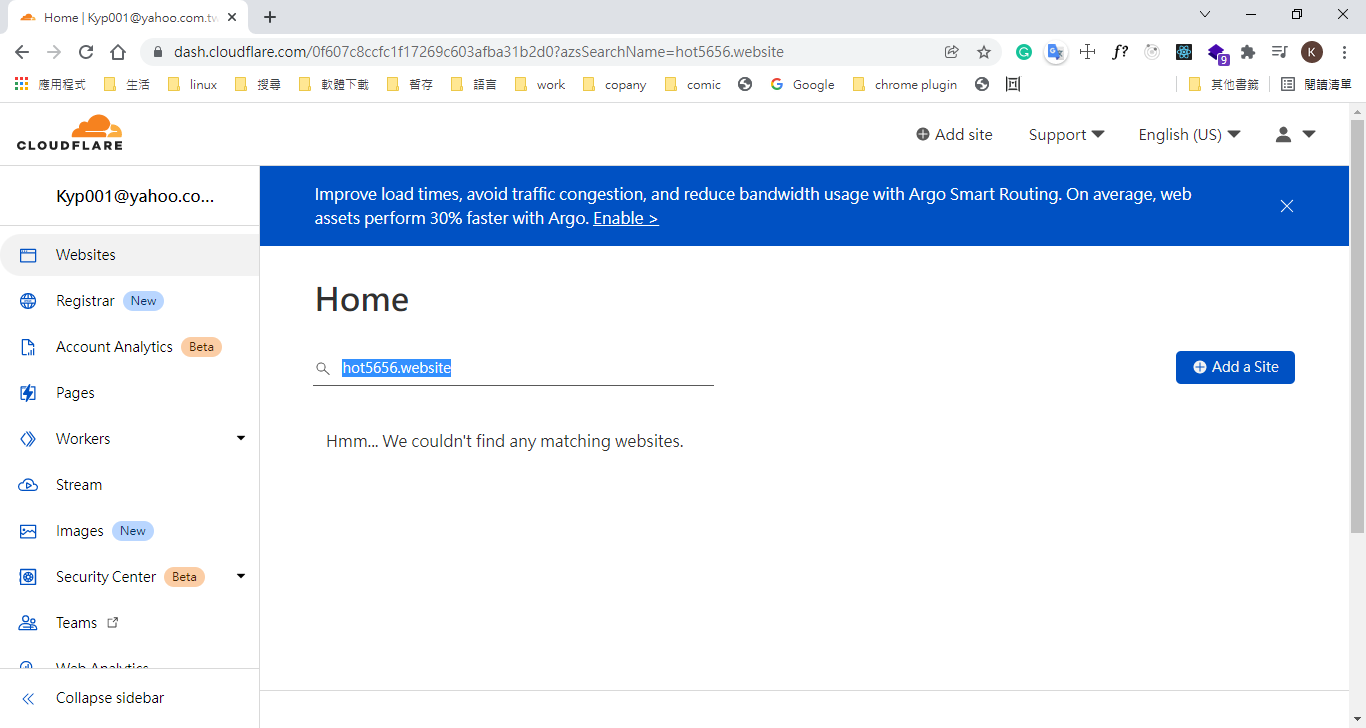 Home | Kyp001@yahoo.com.tw
dash.cloudflare.com/0f607c8ccfc1f17269c603afba31b2d0?azsSearchName=hot5656.website
f?
9
K
應用程式
生活
linux
搜尋
軟體下載
暫存
語言
work
copany
comic
Google
chrome plugin
其他書籤
閱讀清單
CLOUDFLARE
Add site
Support
English (US)
Kyp001@yahoo.co...
Improve load times, avoid traffic congestion, and reduce bandwidth usage with Argo Smart Routing. On average, web
assets perform 30% faster with Argo. Enable >
Websites
Registrar New
Account Analytics Beta
Pages
Workers
Stream
Images New
Security Center Beta
Teams
Web Analytics
Collapse sidebar
Home
hot5656.website
Add a Site
Hmm... We couldn't find any matching websites.